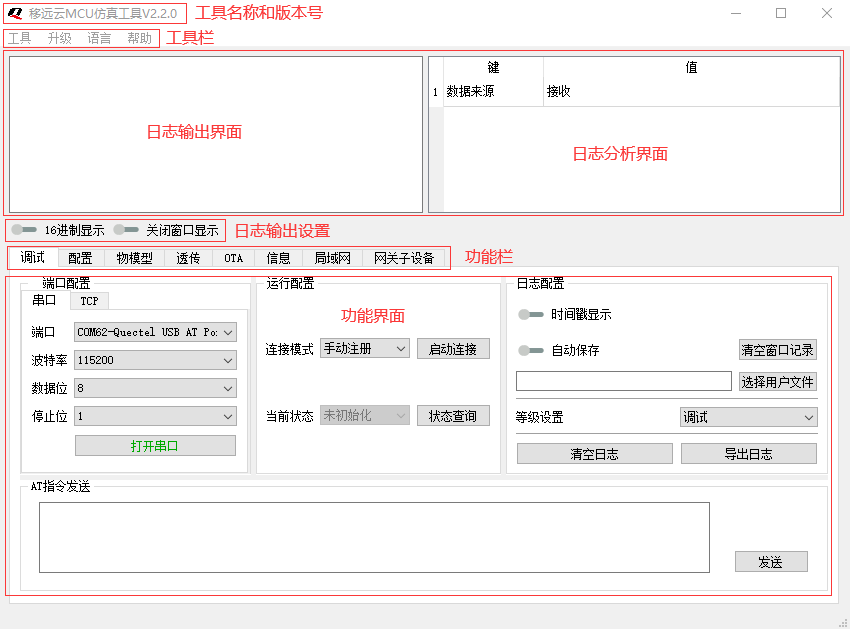 移远云MCU仿真工具V2.2.0 工具名称和版本号
工具 升级 语言 帮助 工具栏
键 值
1 数据来源 接收
日志输出界面
日志分析界面
16进制显示 关闭窗口显示 日志输出设置
调试 配置 物模型 透传 OTA 信息 局域网 网关子设备 功能栏
端口配置 运行配置 日志配置
串口 TCP
功能界面
时间戳显示
端口 COM62-Quectel USB AT Po:
连接模式 手动注册 启动连接
自动保存 清空窗口记录
波特率 115200
选择用户文件
数据位 8
停止位 1
当前状态 未初始化 状态查询
等级设置 调试
打开串口
清空日志 导出日志
AT指令发送
发送